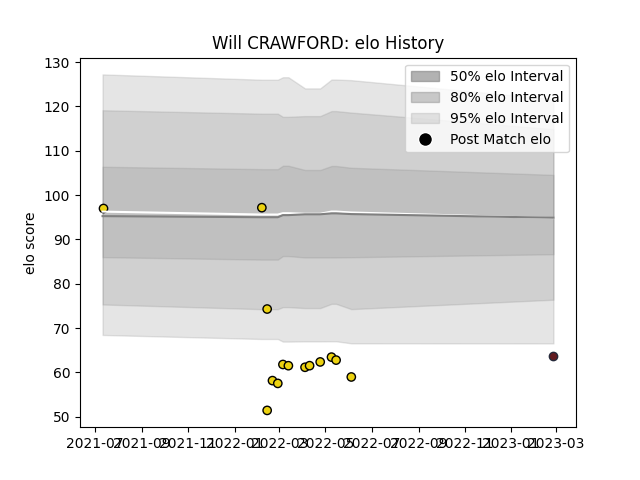 Will CRAWFORD: elo History
130
120
110
100
90
80
70
60
50
elo score
50% elo Interval
80% elo Interval
95% elo Interval
Post Match elo
2021-07 2021-09 2021-11 2022-01 2022-03 2022-05 2022-07 2022-09 2022-11 2023-01 2023-03